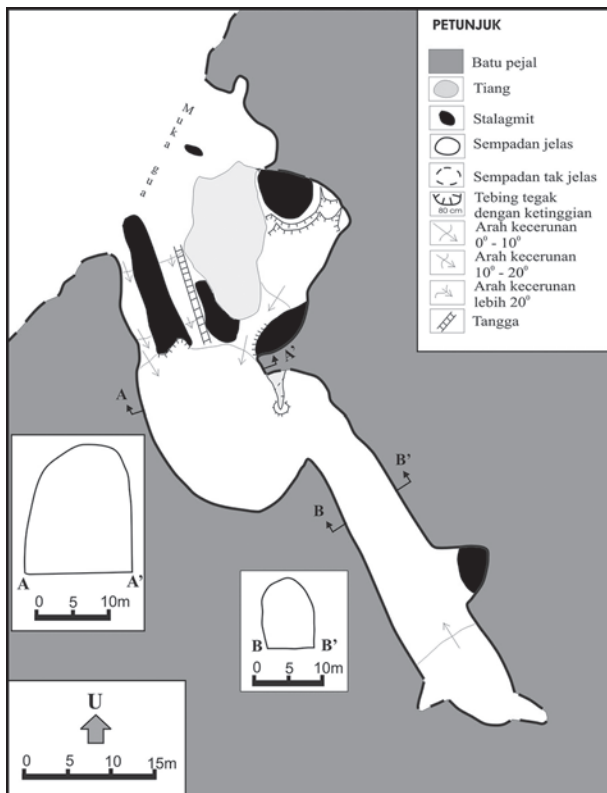 PETUNJUK
Batu pejal
Tiang
Stalagmit
Sempadan jelas
Sempadan tak jelas
80 cm
Tebing tegak
dengan ketinggian
Arah kecerunan
0° - 10°
Arah kecerunan
10° - 20°
Arah kecerunan
lebih 20°
Tangga
Muka gua
A
A'
B
B'
A A'
0 5 10m
B B'
0 5 10m
U
0 5 10 15m